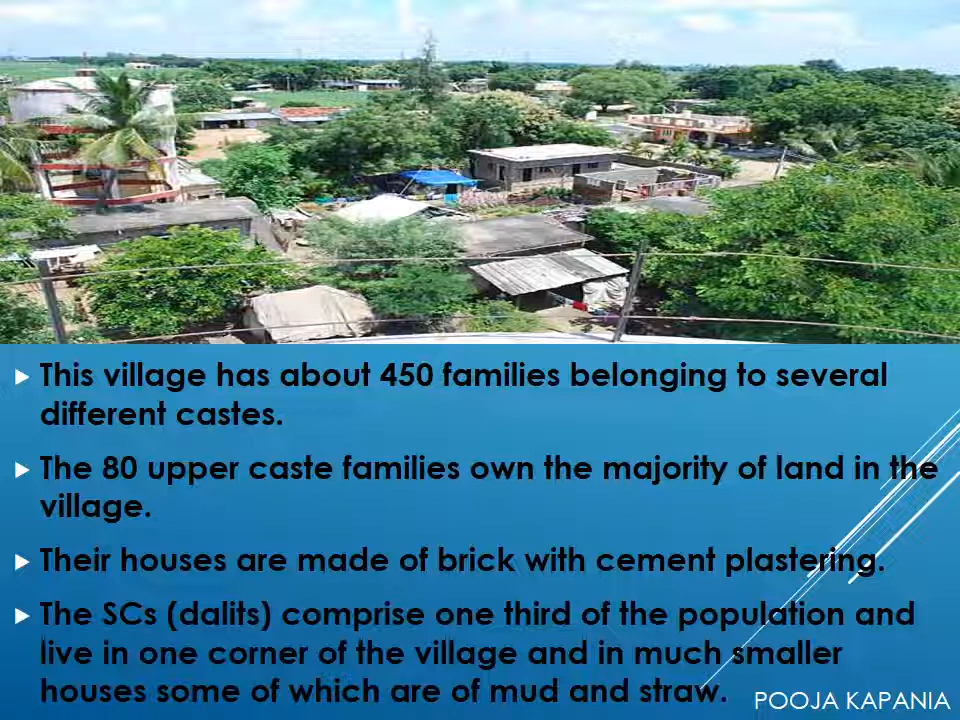 This village has about 450 families belonging to several
different castes.
The 80 upper caste families own the majority of land in the
village.
Their houses are made of brick with cement plastering.
The SCs (dalits) comprise one third of the population and
live in one corner of the village and in much smaller
houses some of which are of mud and straw.
POOJA KAPANIA